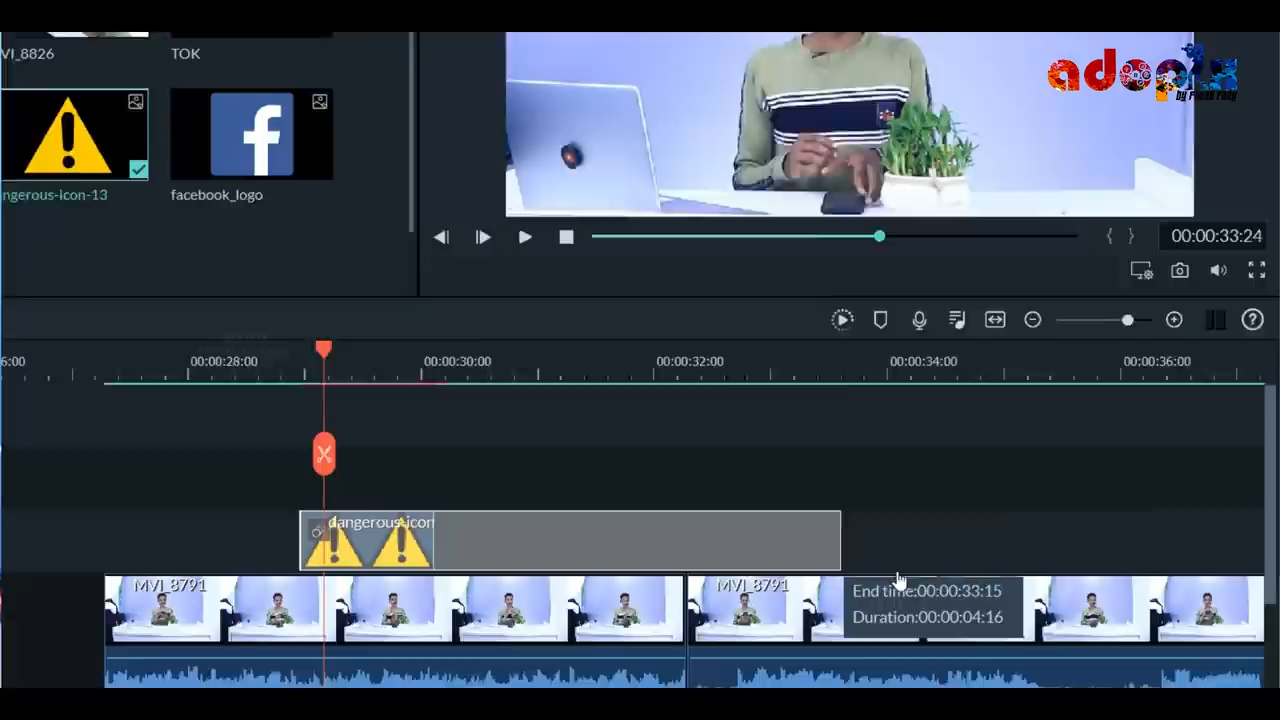 VI_8826
TOK
adopix
ngerous-icon-13
facebook_logo
{ }
00:00:33:24
6:00
00:00:28:00
00:00:30:00
00:00:32:00
00:00:34:00
00:00:36:00
dangerous-icon
MVI_8791
MVI_8791
End time:00:00:33:15
Duration:00:00:04:16